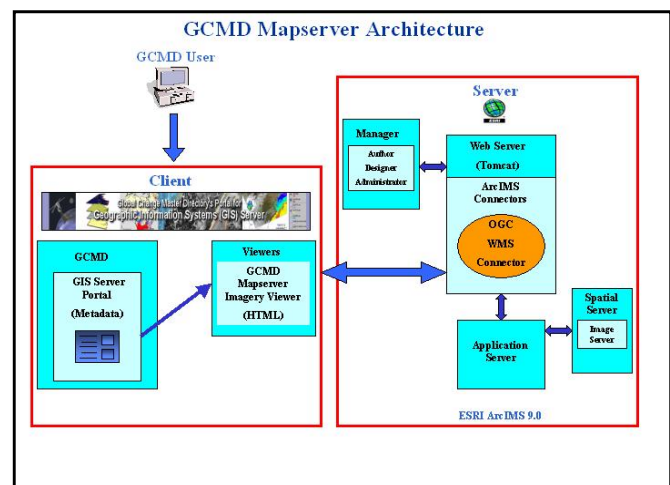 GCMD Mapserver Architecture
GCMD User
Client
Global Change Master Directory's Portal for
Geographic Information Systems (GIS) Server
GCMD
GIS Server
Portal
(Metadata)
Viewers
GCMD
Mapserver
Imagery Viewer
(HTML)
Server
Manager
Author
Designer
Administrator
Web Server
(Tomcat)
ArcIMS
Connectors
OGC
WMS
Connector
Application
Server
Spatial
Server
Image
Server
ESRI ArcIMS 9.0